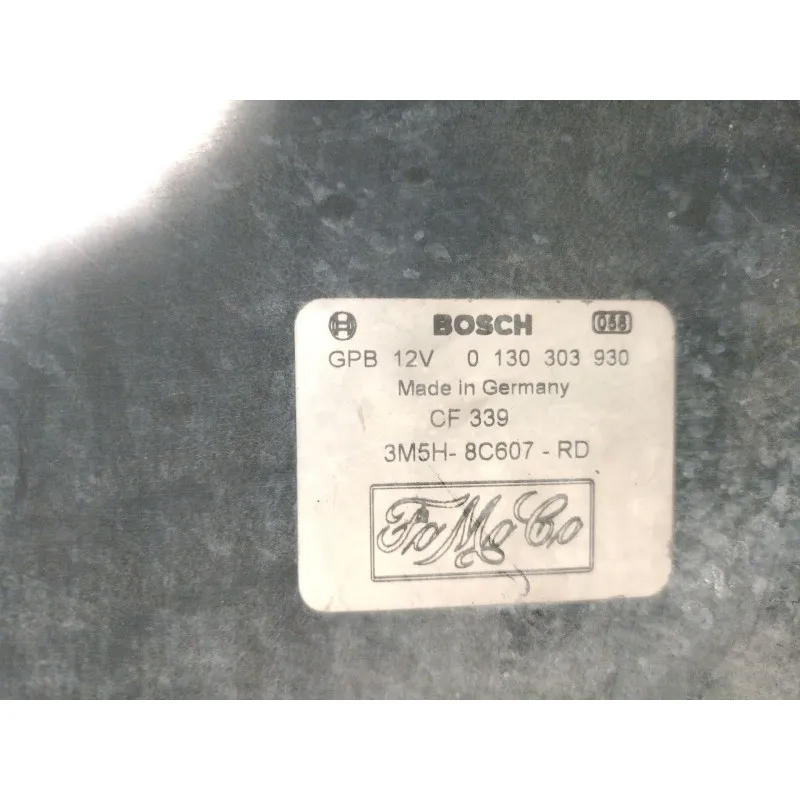 BOSCH 058
GPB 12V 0 130 303 930
Made in Germany
CF 339
3M5H- 8C607 - RD
FoMoCo